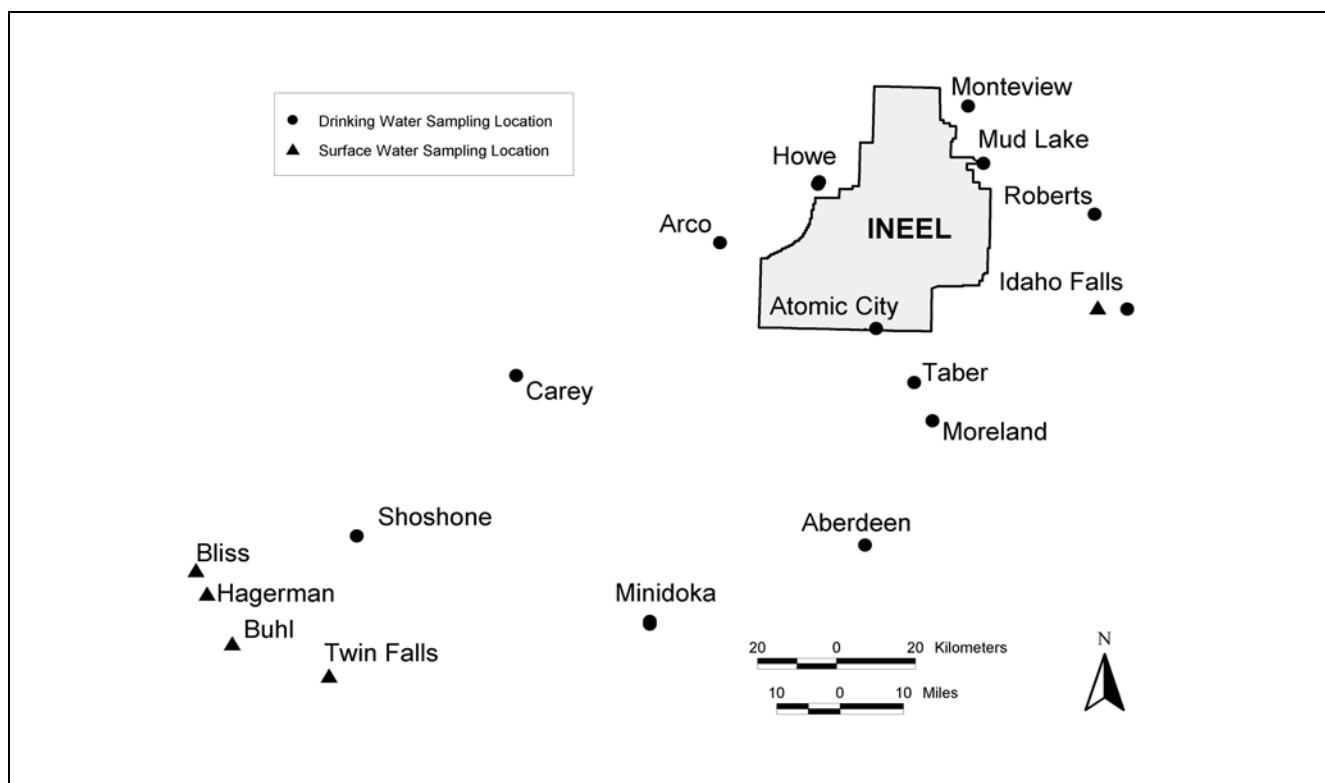 Monteview
Drinking Water Sampling Location
Surface Water Sampling Location
Mud Lake
Howe
Roberts
Arco
INEEL
Idaho Falls
Atomic City
Taber
Carey
Moreland
Shoshone
Aberdeen
Bliss
Hagerman
Minidoka
Buhl
Twin Falls
20 0 20 Kilometers
10 0 10 Miles
N